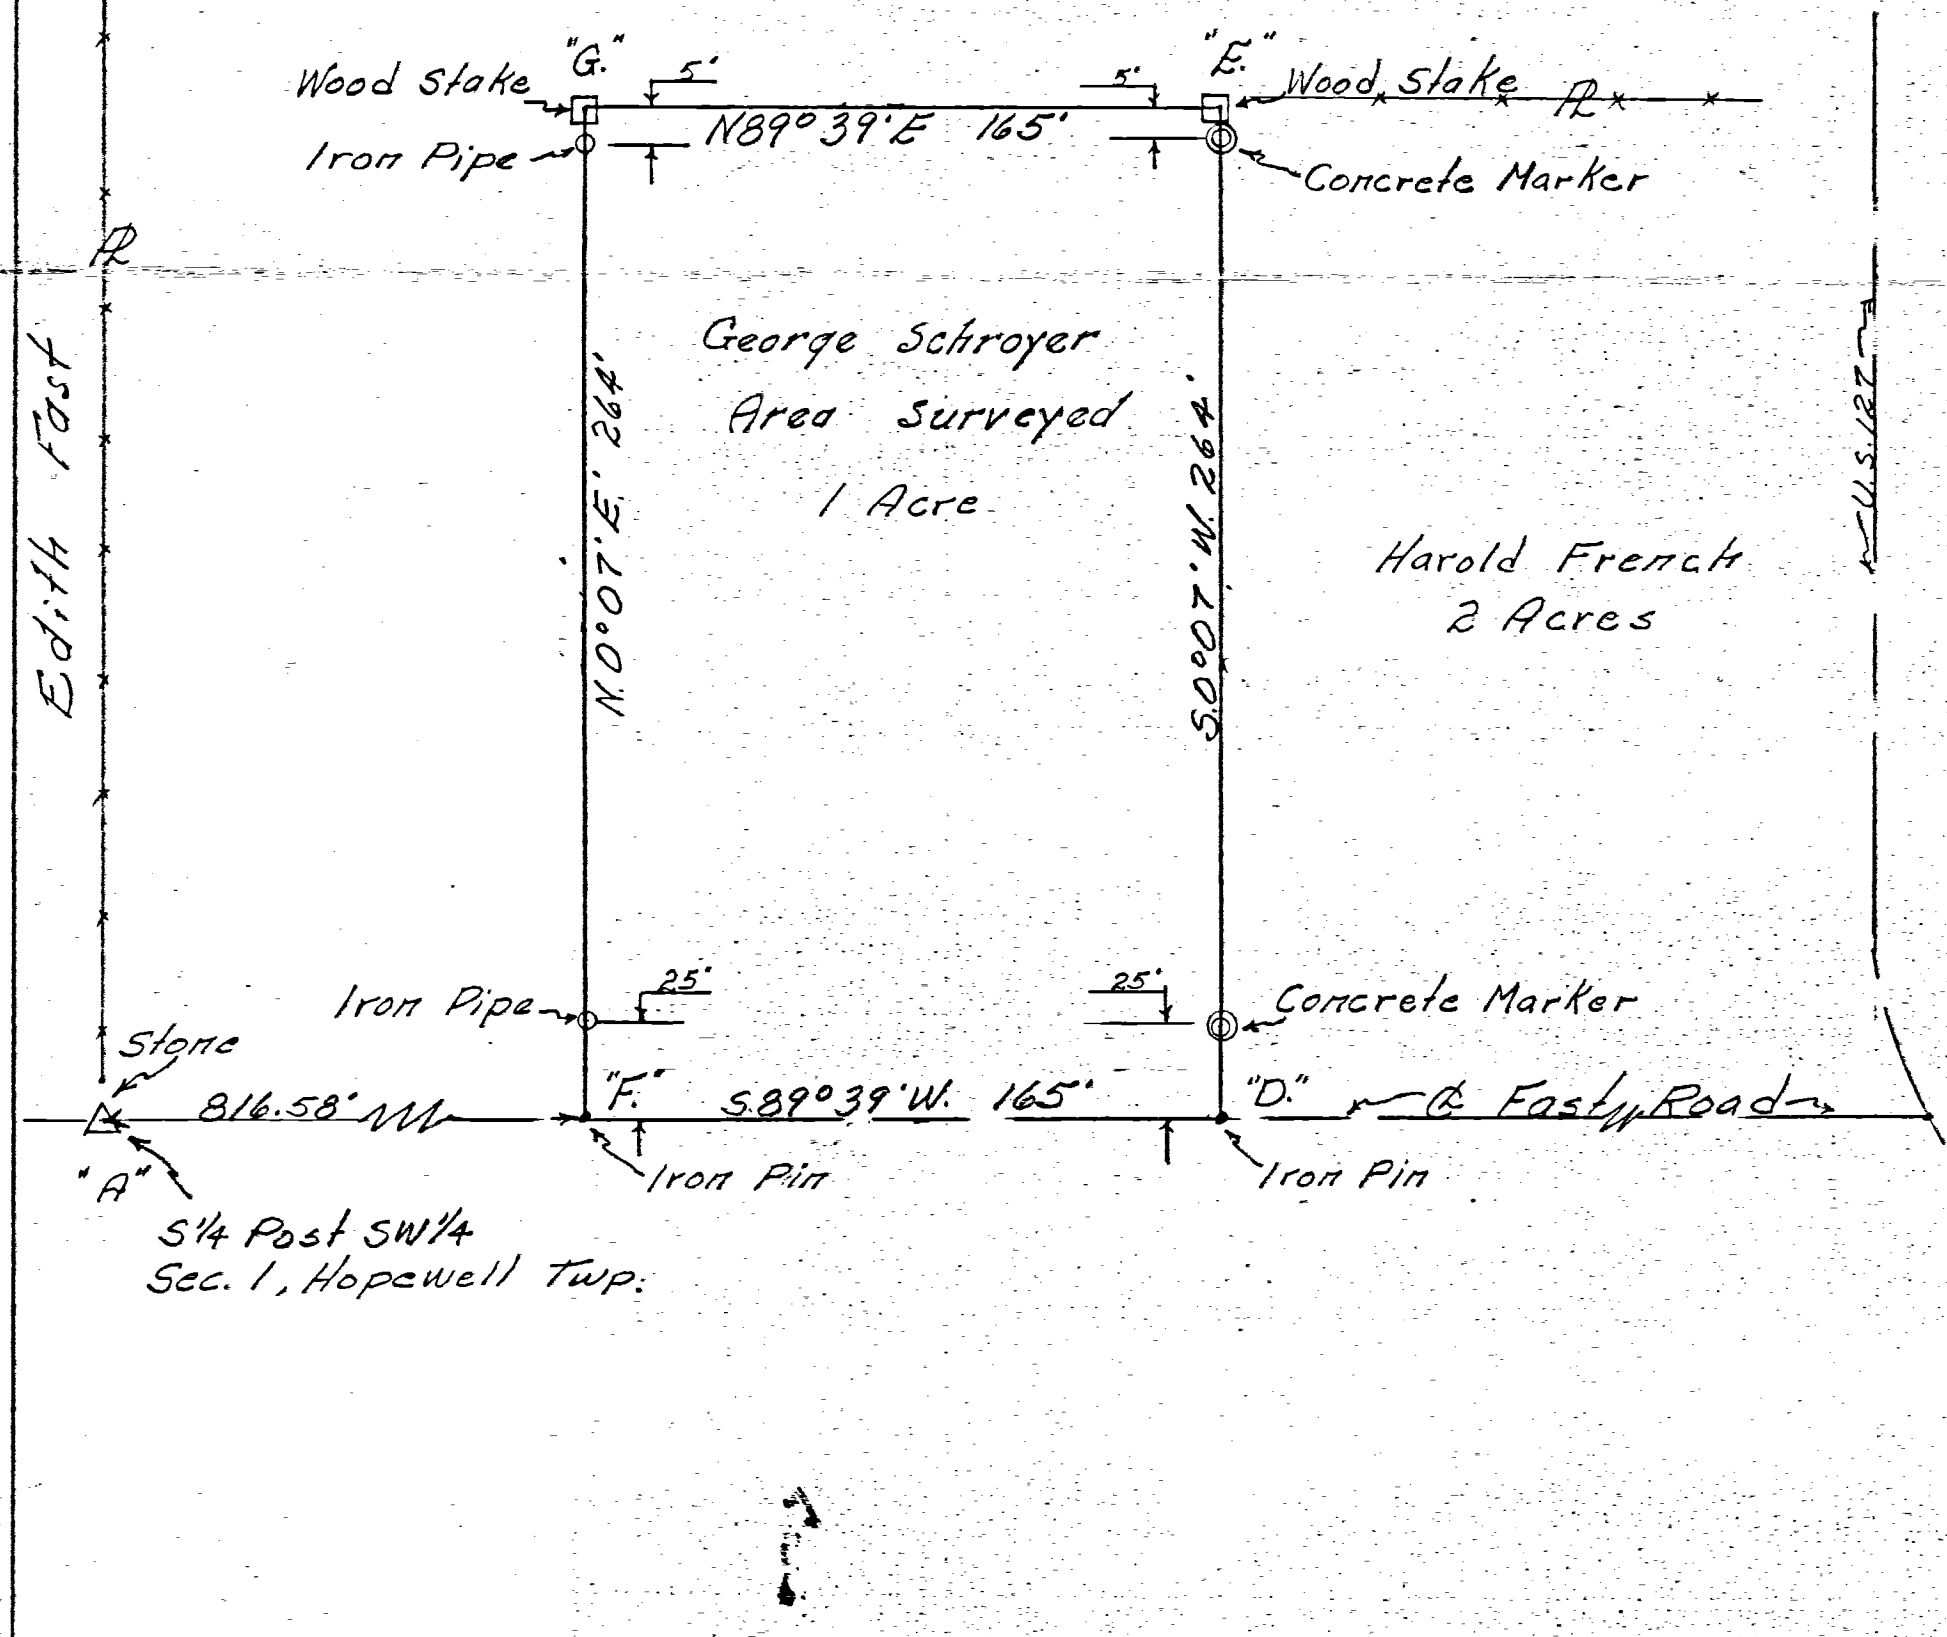 "G."
"E."
Wood Stake
5'
5'
Wood Stake
PL
N89°39'E 165'
Iron Pipe
Concrete Marker
PL
George Schroyer
Area Surveyed
1 Acre
Edith Fast
N.0°07'E. 264'
S.0°07'W. 264'
U.S. 127
Harold French
2 Acres
Iron Pipe
25'
25'
Concrete Marker
Stone
816.58'
"F."
S.89°39'W. 165'
"D."
℄ Fast Road
"A"
Iron Pin
Iron Pin
S1/4 Post SW1/4
Sec. 1, Hopewell Twp.